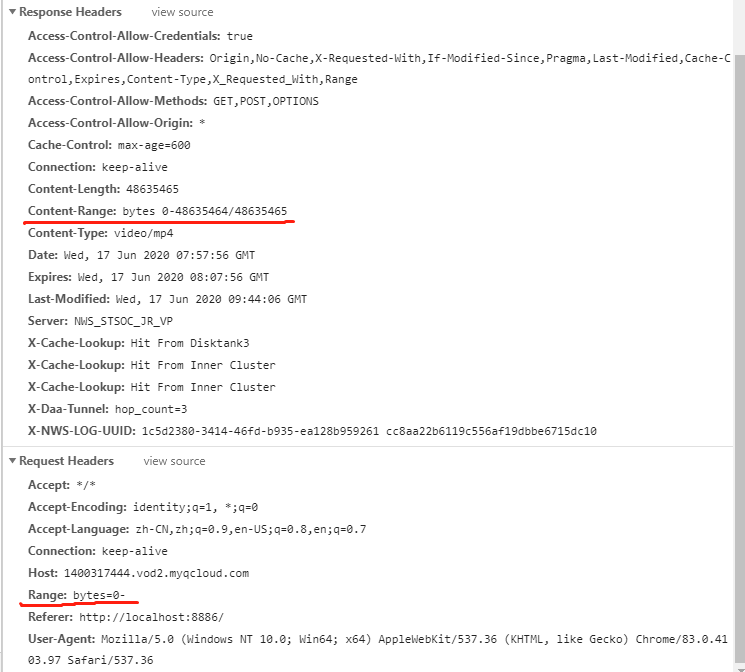 ▼Response Headers view source
Access-Control-Allow-Credentials: true
Access-Control-Allow-Headers: Origin,No-Cache,X-Requested-With,If-Modified-Since,Pragma,Last-Modified,Cache-C
ontrol,Expires,Content-Type,X_Requested_With,Range
Access-Control-Allow-Methods: GET,POST,OPTIONS
Access-Control-Allow-Origin: *
Cache-Control: max-age=600
Connection: keep-alive
Content-Length: 48635465
Content-Range: bytes 0-48635464/48635465
Content-Type: video/mp4
Date: Wed, 17 Jun 2020 07:57:56 GMT
Expires: Wed, 17 Jun 2020 08:07:56 GMT
Last-Modified: Wed, 17 Jun 2020 09:44:06 GMT
Server: NWS_STSOC_JR_VP
X-Cache-Lookup: Hit From Disktank3
X-Cache-Lookup: Hit From Inner Cluster
X-Cache-Lookup: Hit From Inner Cluster
X-Daa-Tunnel: hop_count=3
X-NWS-LOG-UUID: 1c5d2380-3414-46fd-b935-ea128b959261 cc8aa22b6119c556af19dbbe6715dc10
▼Request Headers view source
Accept: */*
Accept-Encoding: identity;q=1, *;q=0
Accept-Language: zh-CN,zh;q=0.9,en-US;q=0.8,en;q=0.7
Connection: keep-alive
Host: 1400317444.vod2.myqcloud.com
Range: bytes=0-
Referer: http://localhost:8886/
User-Agent: Mozilla/5.0 (Windows NT 10.0; Win64; x64) AppleWebKit/537.36 (KHTML, like Gecko) Chrome/83.0.41
03.97 Safari/537.36